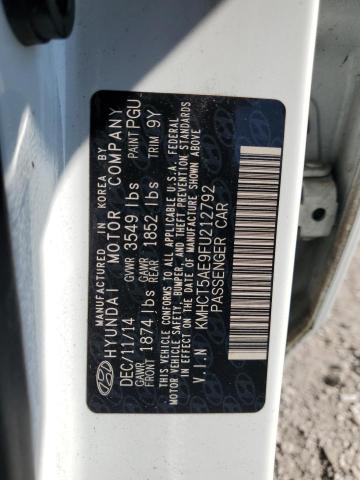 MANUFACTURED IN KOREA BY
HYUNDAI MOTOR COMPANY
DEC/11/14 GVWR 3549 lbs PAINT PGU
GAWR FRONT 1874 lbs GAWR REAR 1852 lbs TRIM 9Y
THIS VEHICLE CONFORMS TO ALL APPLICABLE U.S.A FEDERAL
MOTOR VEHICLE SAFETY, BUMPER, AND THEFT PREVENTION STANDARDS
IN EFFECT ON THE DATE OF MANUFACTURE SHOWN ABOVE
V.I.N KMHCT5AE9FU212792
PASSENGER CAR